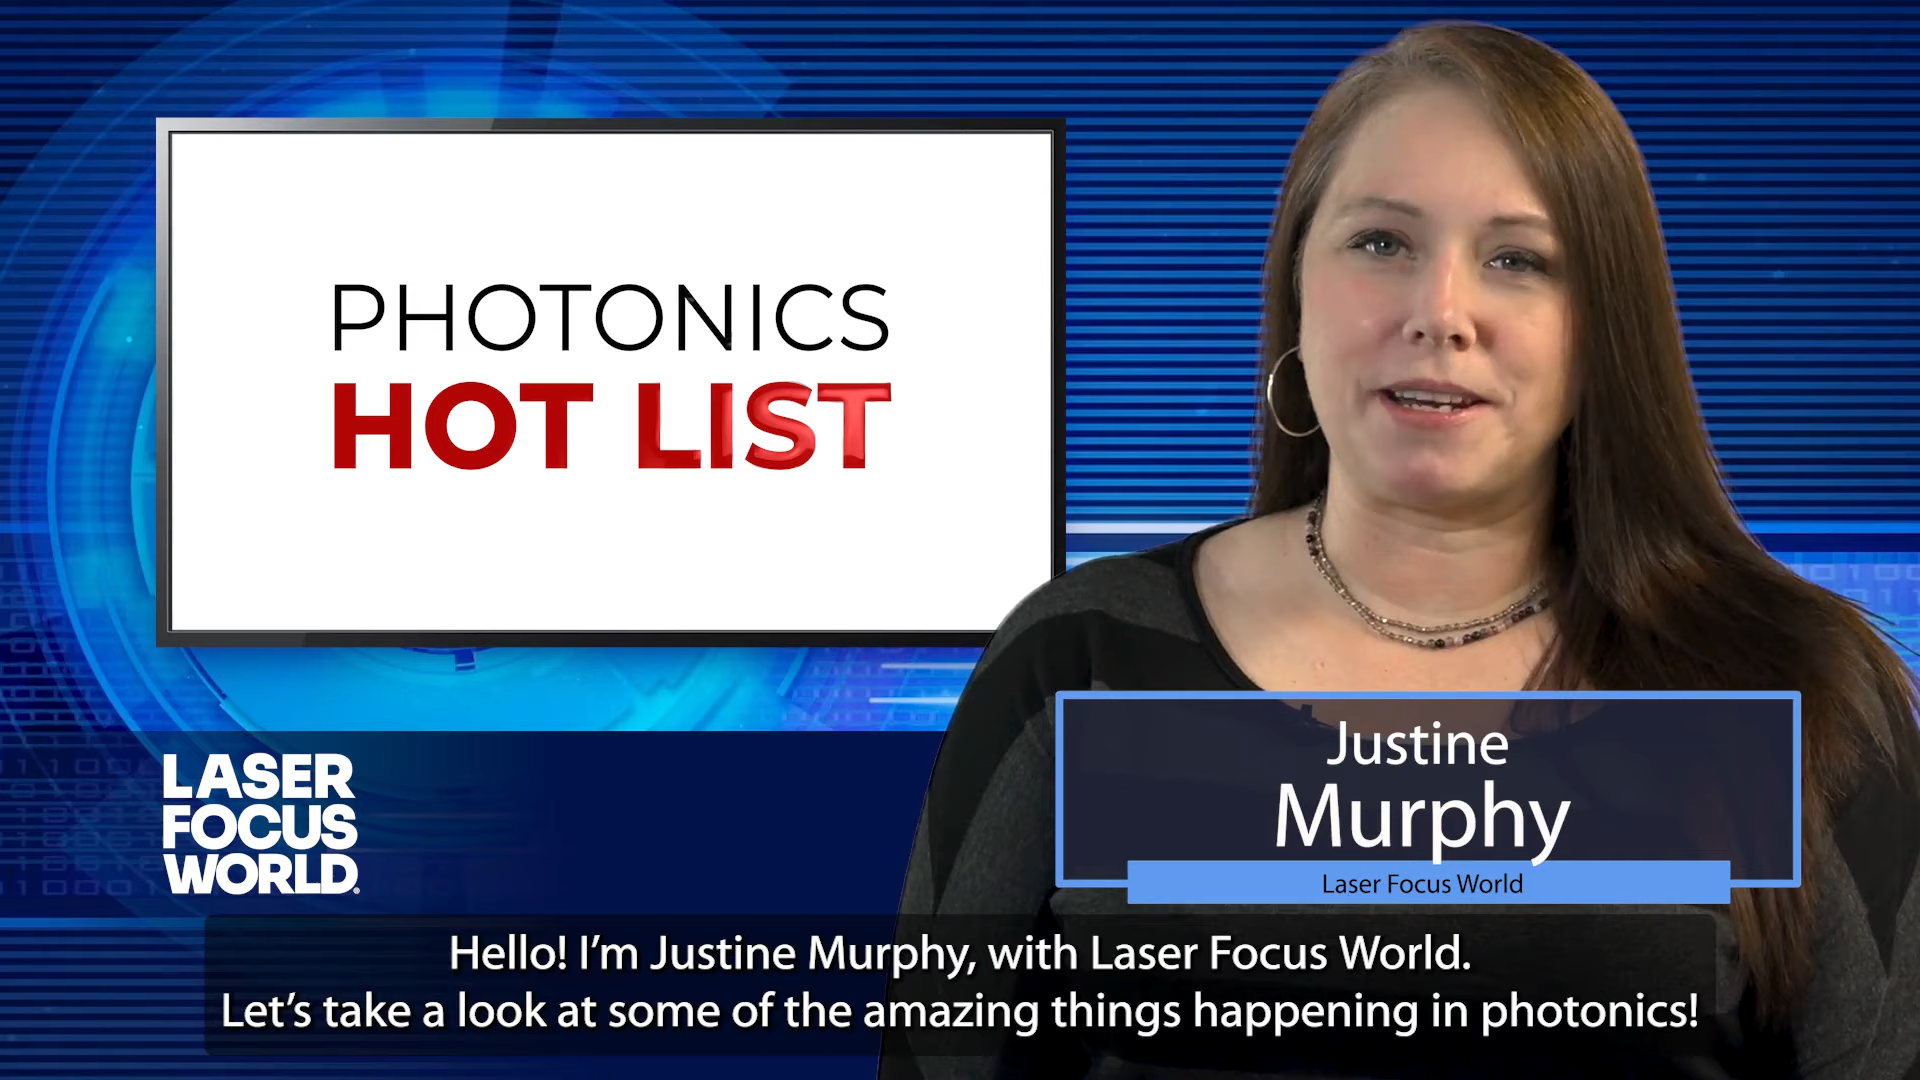 PHOTONICS
HOT LIST
LASER
FOCUS
WORLD
Justine
Murphy
Laser Focus World
Hello! I'm Justine Murphy, with Laser Focus World.
Let's take a look at some of the amazing things happening in photonics!